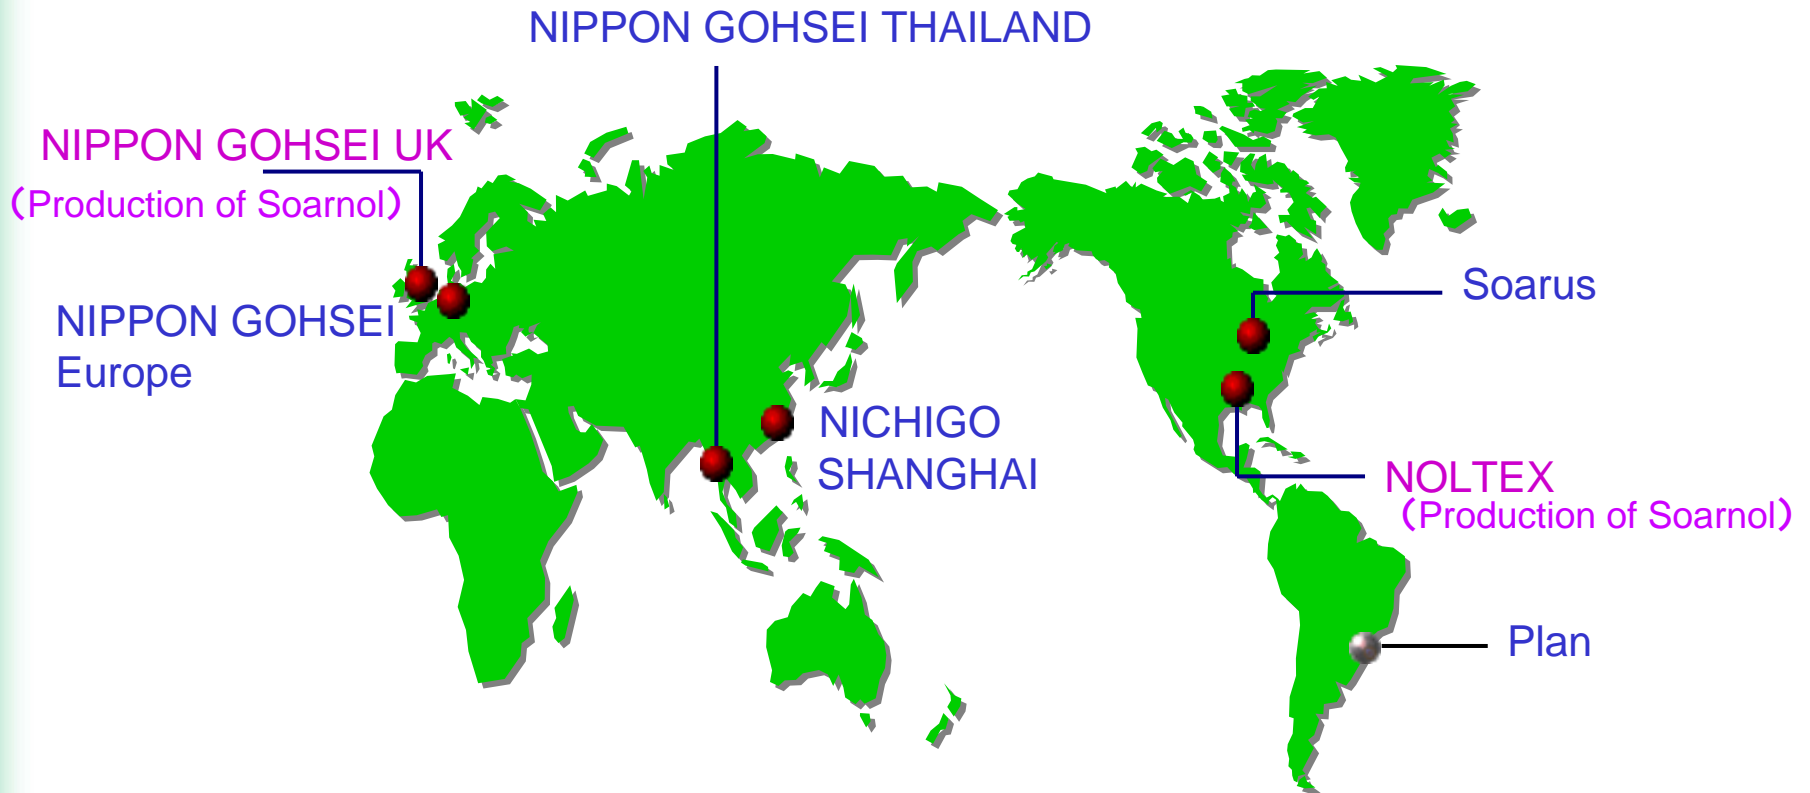 NIPPON GOHSEI THAILAND
NIPPON GOHSEI UK
(Production of Soarnol)
NIPPON GOHSEI
Europe
Soarus
NICHIGO
SHANGHAI
NOLTEX
(Production of Soarnol)
Plan